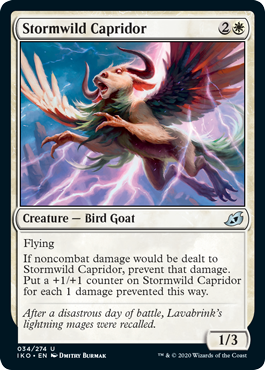 Stormwild Capridor 2
Creature — Bird Goat
Flying
If noncombat damage would be dealt to
Stormwild Capridor, prevent that damage.
Put a +1/+1 counter on Stormwild Capridor
for each 1 damage prevented this way.
After a disastrous day of battle, Lavabrink's
lightning mages were recalled.
1/3
034/274 U
IKO • EN DMITRY BURMAK
™ & © 2020 Wizards of the Coast